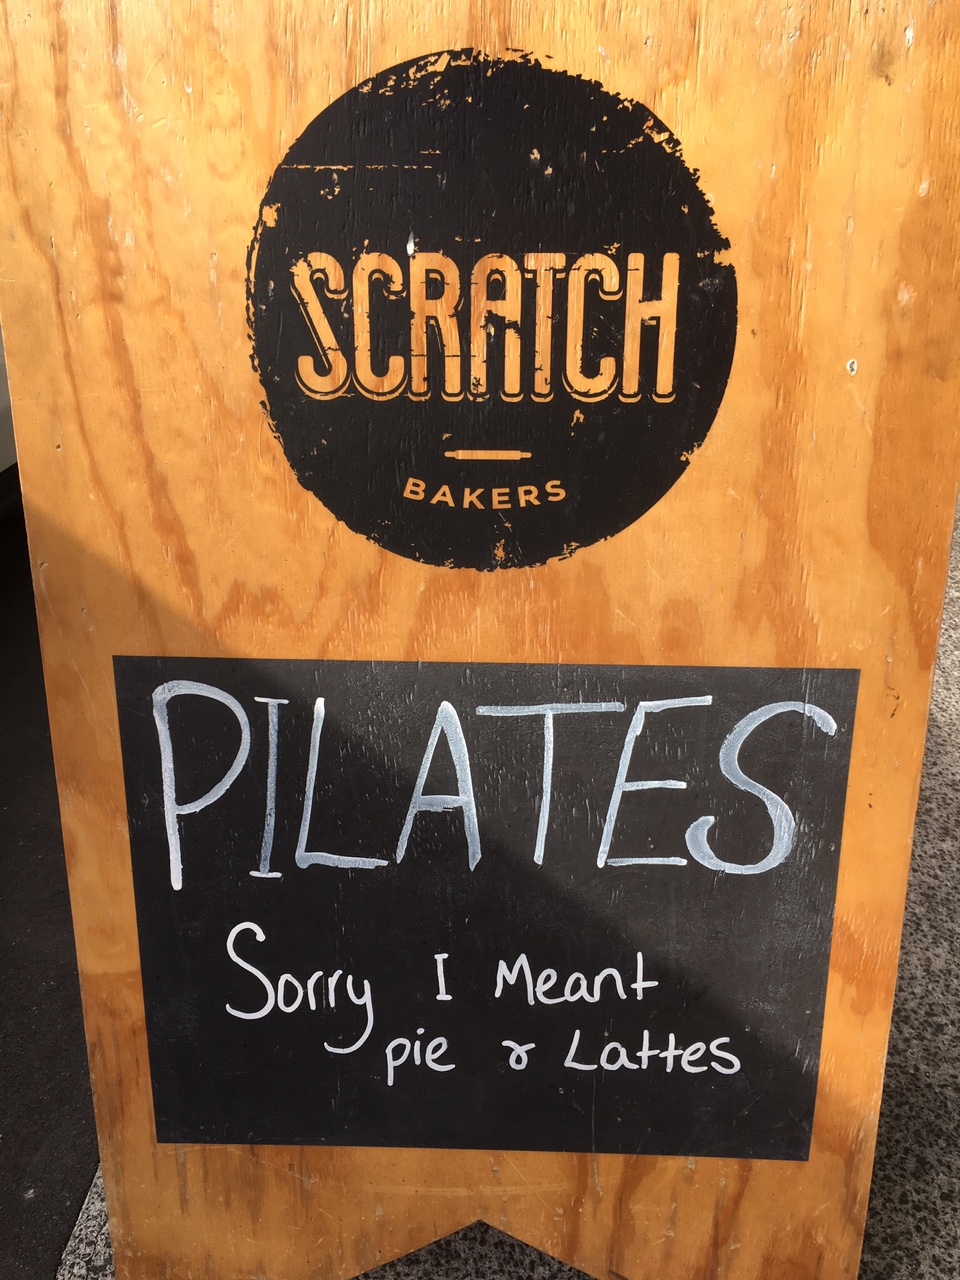 SCRATCH
BAKERS
PILATES
Sorry I Meant
pie & Lattes